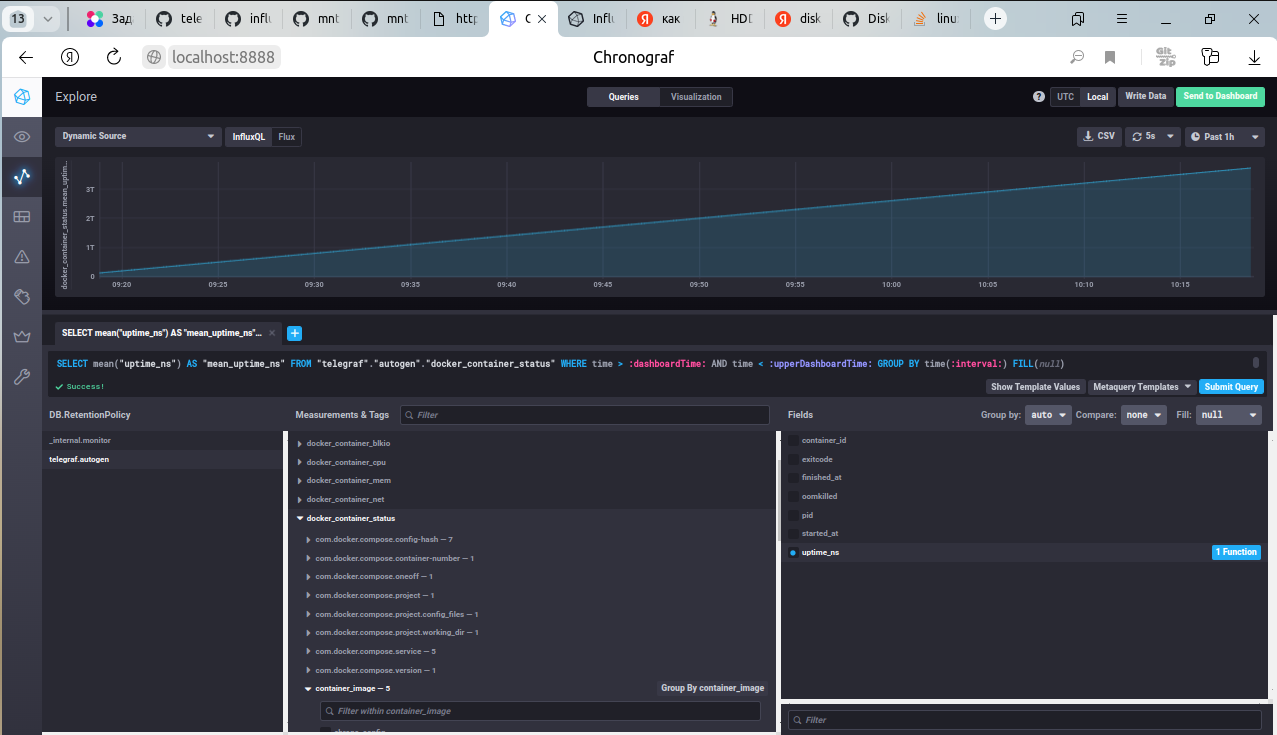 13
Зад
tele
influ
mnt
mnt
http
C
Influ
как
HDD
disk
Disk
linux
localhost:8888
Chronograf
Git
Zip
Explore
Queries
Visualization
?
UTC
Local
Write Data
Send to Dashboard
Dynamic Source
InfluxQL
Flux
CSV
5s
Past 1h
docker_container_status.mean_uptim..
3T
2T
1T
0
09:20
09:25
09:30
09:35
09:40
09:45
09:50
09:55
10:00
10:05
10:10
10:15
SELECT mean("uptime_ns") AS "mean_uptime_ns"...
SELECT mean("uptime_ns") AS "mean_uptime_ns" FROM "telegraf"."autogen"."docker_container_status" WHERE time > :dashboardTime: AND time < :upperDashboardTime: GROUP BY time(:interval:) FILL(null)
Success!
Show Template Values
Metaquery Templates
Submit Query
DB.RetentionPolicy
Measurements & Tags
Filter
Fields
Group by:
auto
Compare:
none
Fill:
null
_internal.monitor
telegraf.autogen
docker_container_blkio
docker_container_cpu
docker_container_mem
docker_container_net
docker_container_status
com.docker.compose.config-hash — 7
com.docker.compose.container-number — 1
com.docker.compose.oneoff — 1
com.docker.compose.project — 1
com.docker.compose.project.config_files — 1
com.docker.compose.project.working_dir — 1
com.docker.compose.service — 5
com.docker.compose.version — 1
container_image — 5
Group By container_image
Filter within container_image
container_id
exitcode
finished_at
oomkilled
pid
started_at
uptime_ns
1 Function
Filter